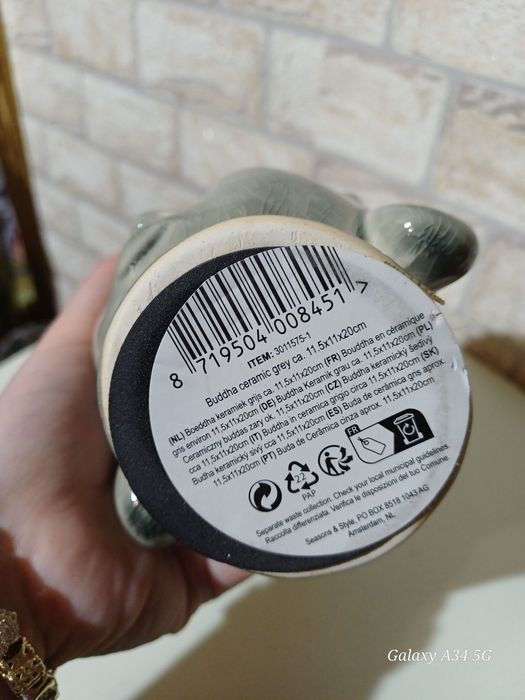 8 719504 008451
ITEM: 3011575-1
Buddha ceramic grey ca. 11.5x11x20cm
(NL) Boeddha keramiek grijs ca. 11.5x11x20cm (FR) Bouddha en céramique
gris environ 11.5x11x20cm (DE) Buddha Keramik grau ca. 11.5x11x20cm (PL)
Ceramiczny buddas zary ok. 11.5x11x20cm (CZ) Buddha keramický šedivý
cca 11.5x11x20cm (IT) Buddha in ceramica grigio circa 11.5x11x20cm (SK)
Budha keramický sivý cca 11.5x11x20cm (ES) Buda de cerámica gris aprox.
11.5x11x20cm (PT) Buda de Cerâmica cinza aprox. 11.5x11x20cm
22
PAP
FR
Separate waste collection. Check your local municipal guidelines.
Raccolta differenziata. Verifica le disposizioni del tuo Comune.
Seasons & Style, PO BOX 8518 1043 AG
Amsterdam, NL
Galaxy A34 5G